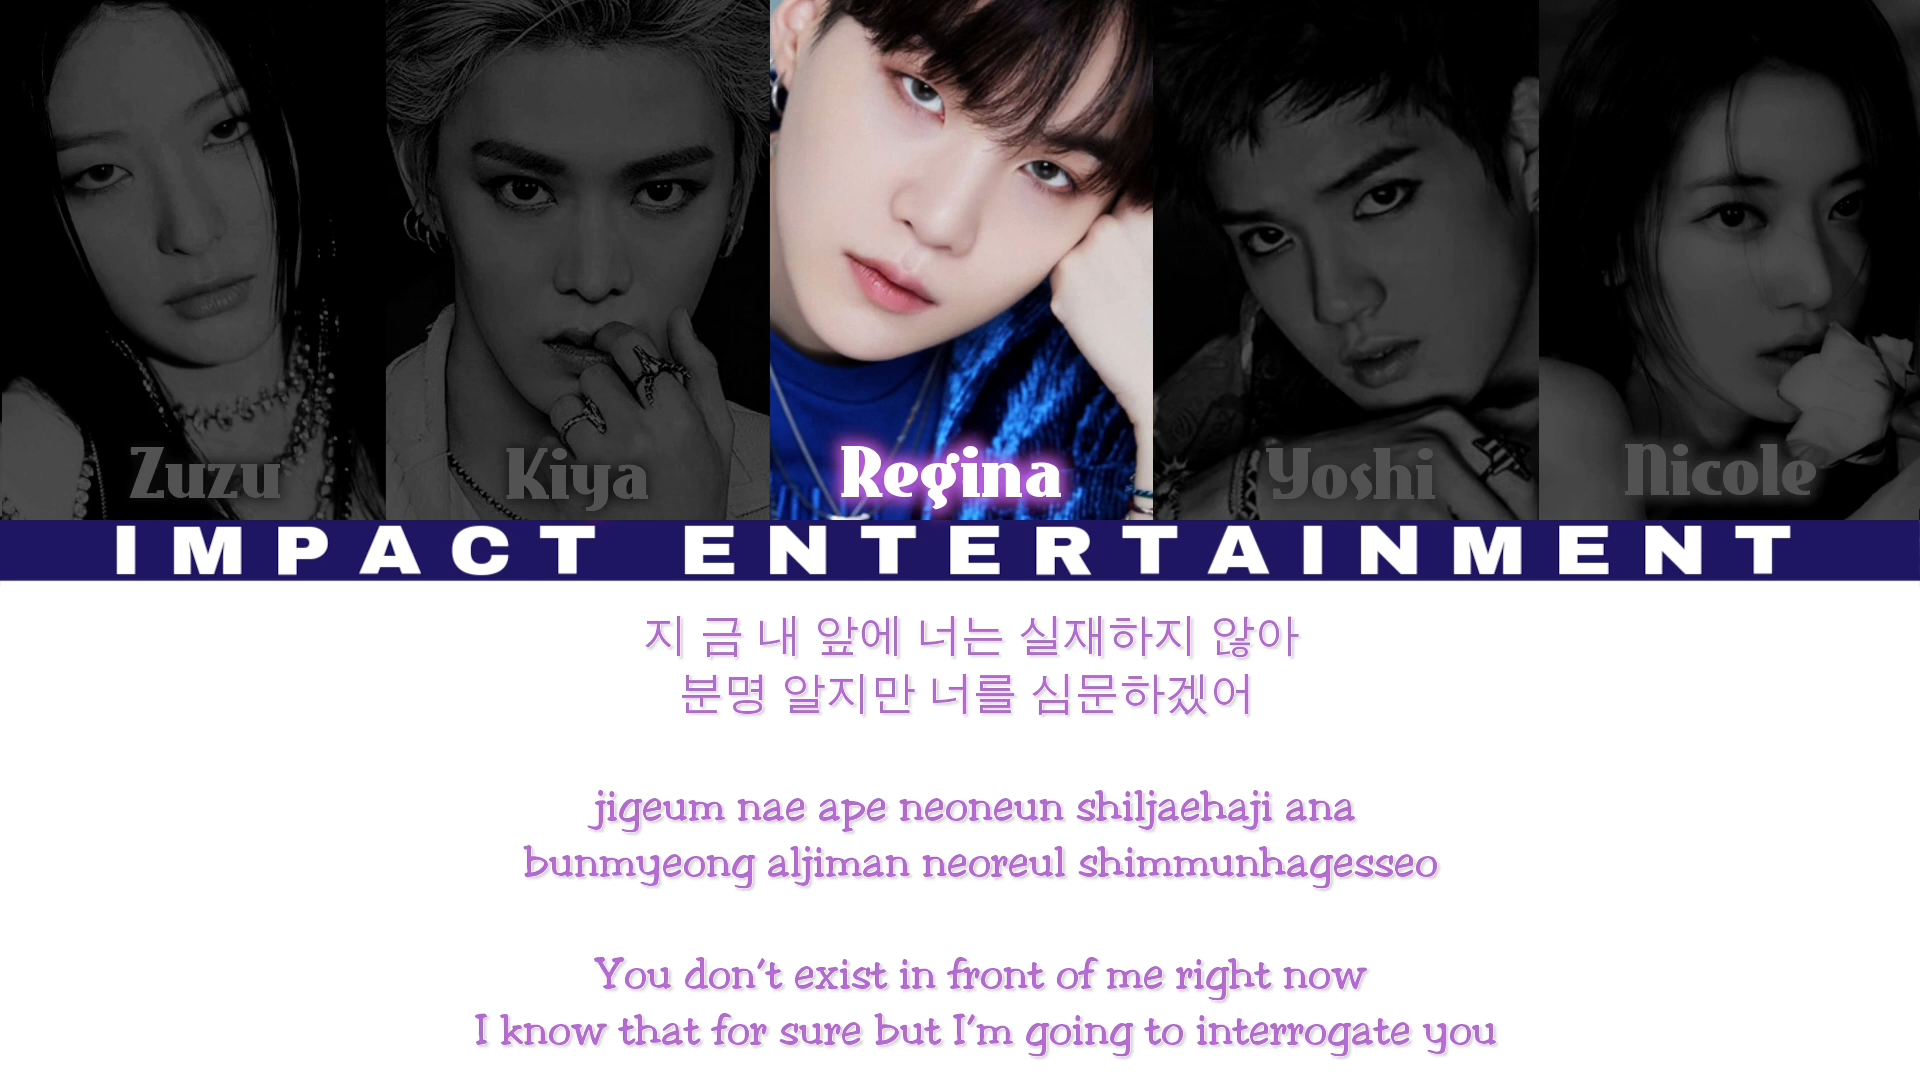 Zuzu Kiya Regina Yoshi Nicole
IMPACT ENTERTAINMENT
지 금 내 앞에 너는 실재하지 않아
분명 알지만 너를 심문하겠어
jigeum nae ape neoneun shiljaehaji ana
bunmyeong aljiman neoreul shimmunhagesseo
You don't exist in front of me right now
I know that for sure but I'm going to interrogate you